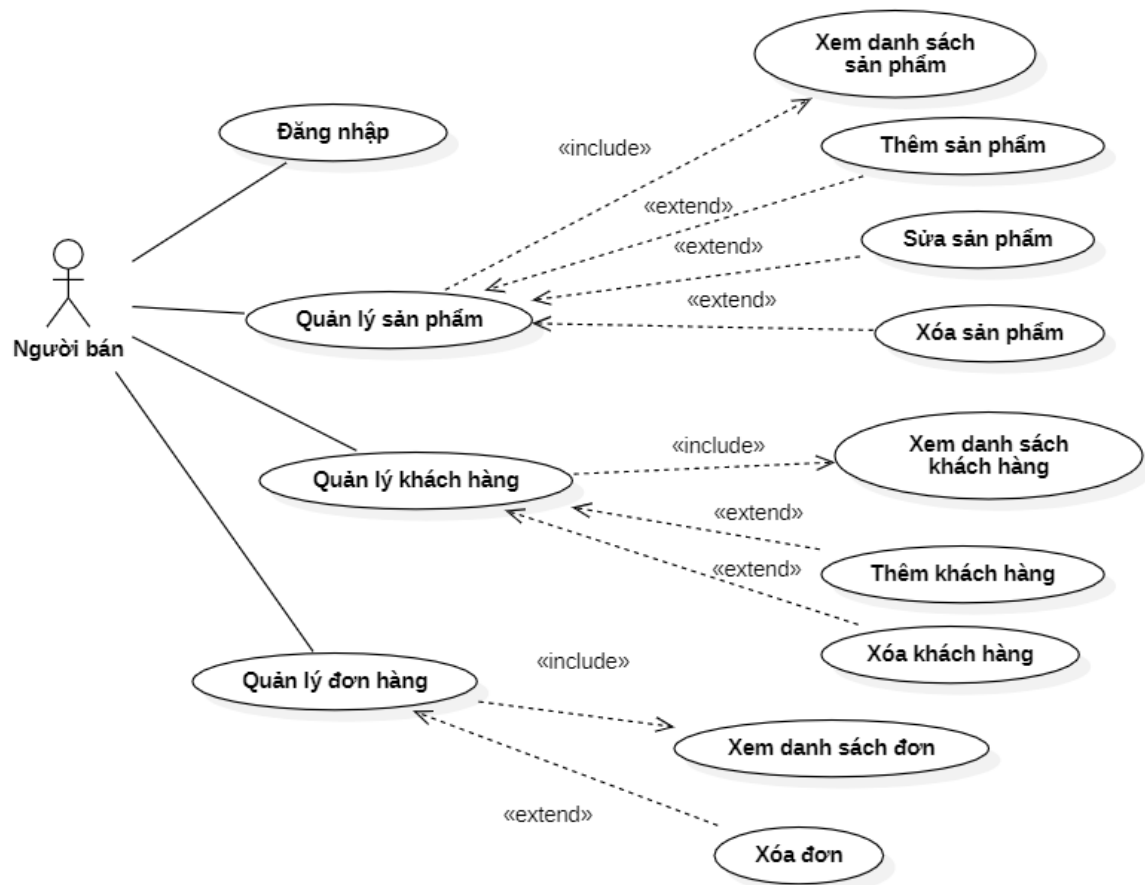 Xem danh sách
sản phẩm
Đăng nhập
«include»
Thêm sản phẩm
«extend»
Sửa sản phẩm
«extend»
«extend»
Quản lý sản phẩm
Xóa sản phẩm
Người bán
«include»
Xem danh sách
khách hàng
Quản lý khách hàng
«extend»
«extend»
Thêm khách hàng
Xóa khách hàng
«include»
Quản lý đơn hàng
Xem danh sách đơn
«extend»
Xóa đơn